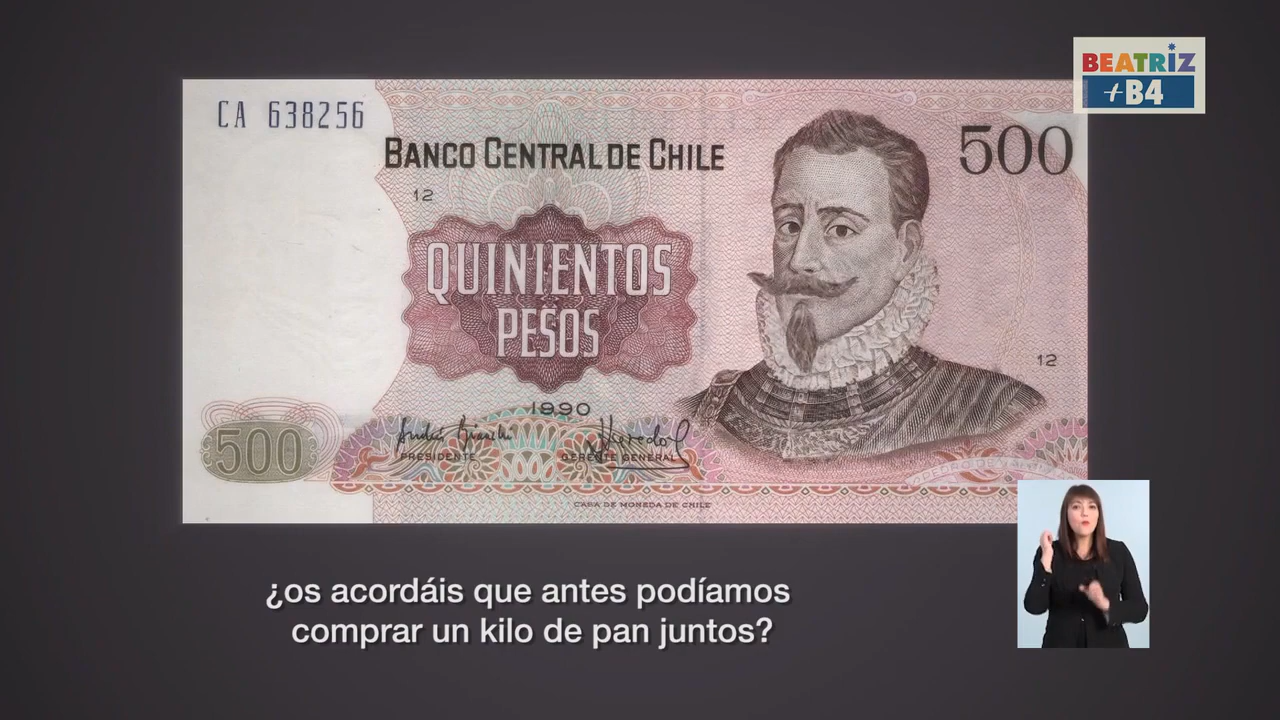 BEATRIZ
+B4
CA 638256
BANCO CENTRAL DE CHILE
500
12
QUINIENTOS
PESOS
12
1990
500
PRESIDENTE
GERENTE GENERAL
CASA DE MONEDA DE CHILE
¿os acordáis que antes podíamos
comprar un kilo de pan juntos?